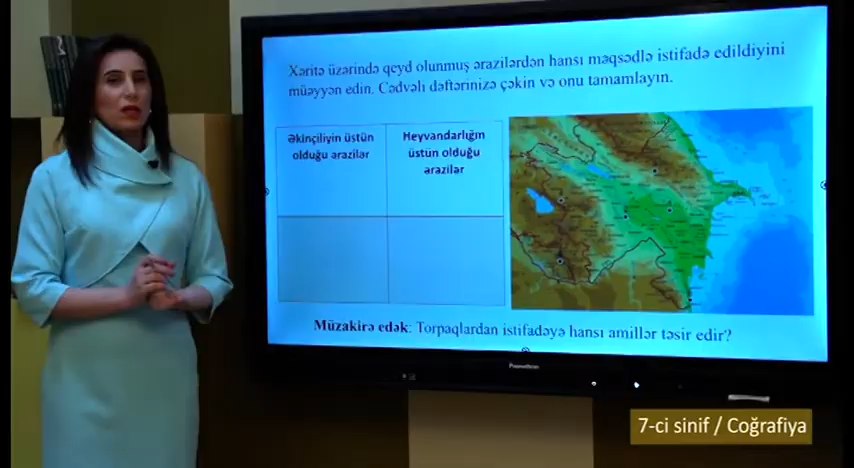 Xəritə üzərində qeyd olunmuş ərazilərdən hansı məqsədlə istifadə edildiyini
müəyyən edin. Cədvəli dəftərinizə çəkin və onu tamamlayın.
Əkinçiliyin üstün
olduğu ərazilər
Heyvandarlığın
üstün olduğu
ərazilər
Müzakirə edək: Torpaqlardan istifadəyə hansı amillər təsir edir?
7-ci sinif / Coğrafiya